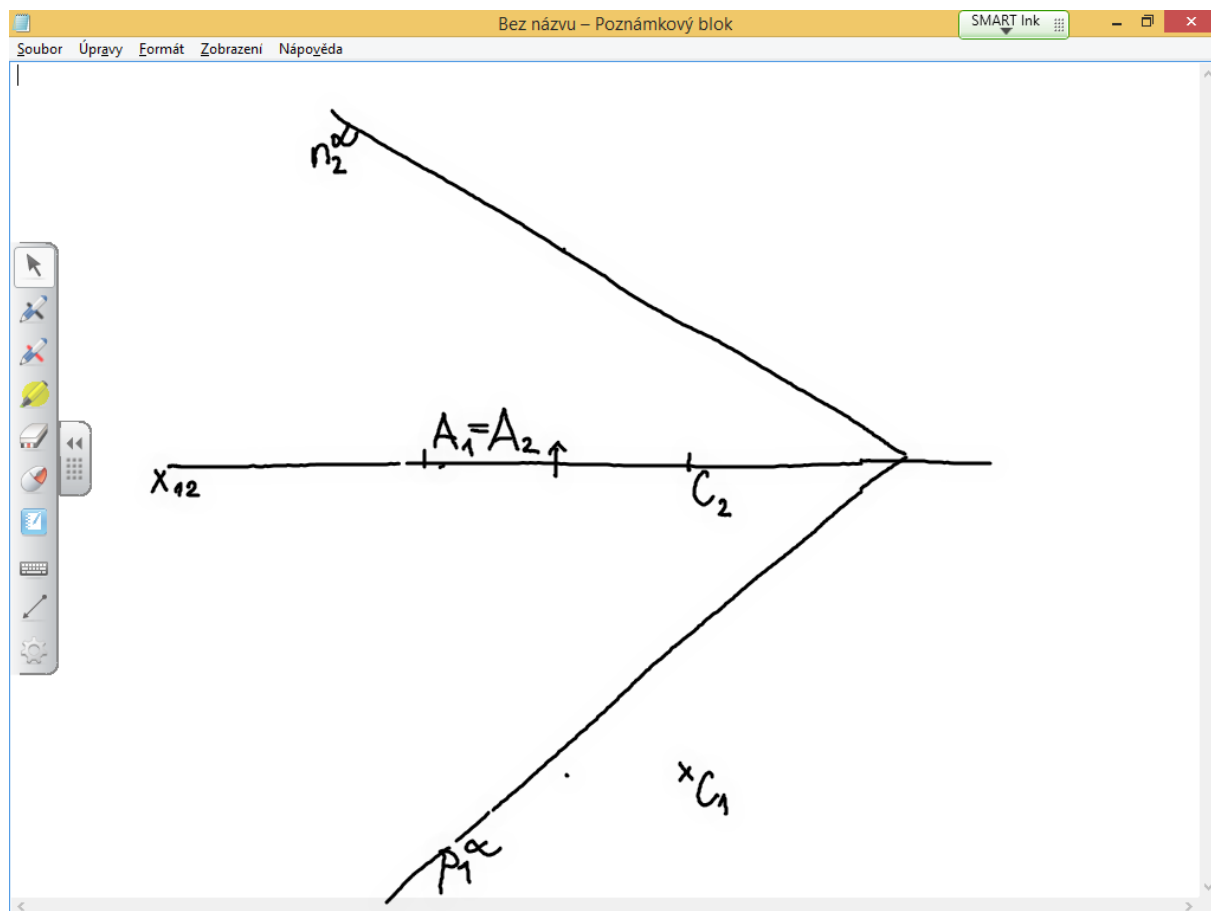 Bez názvu – Poznámkový blok
SMART Ink
Soubor Úpravy Formát Zobrazení Nápověda
n₂^α
A₁=A₂
x₁₂
C₂
C₁
p₁^α